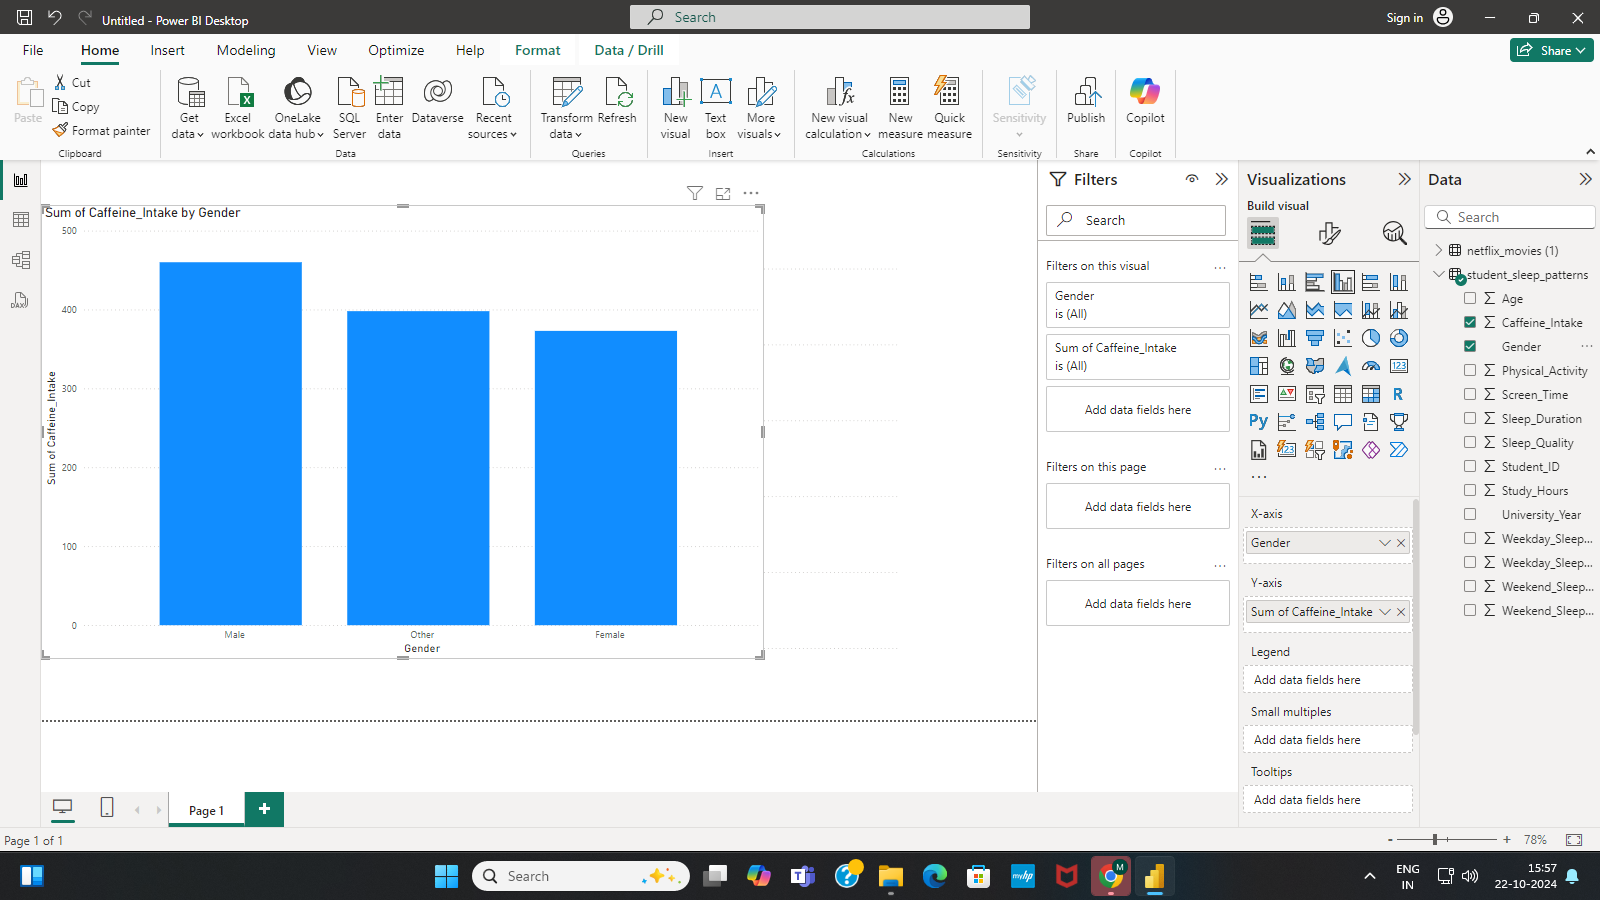 Untitled - Power BI Desktop
Search
Sign in
File
Home
Insert
Modeling
View
Optimize
Help
Format
Data / Drill
Share
Paste
Cut
Copy
Format painter
Clipboard
Get data
Excel workbook
OneLake data hub
SQL Server
Enter data
Dataverse
Recent sources
Data
Transform data
Refresh
Queries
New visual
Text box
More visuals
Insert
New visual calculation
New measure
Quick measure
Calculations
Sensitivity
Sensitivity
Publish
Share
Copilot
Copilot
Sum of Caffeine_Intake by Gender
500
400
300
200
100
0
Sum of Caffeine_Intake
Male
Other
Female
Gender
Filters
Search
Filters on this visual
Gender
is (All)
Sum of Caffeine_Intake
is (All)
Add data fields here
Filters on this page
Add data fields here
Filters on all pages
Add data fields here
Visualizations
Build visual
123
R
Py
X-axis
Gender
Y-axis
Sum of Caffeine_Intake
Legend
Add data fields here
Small multiples
Add data fields here
Tooltips
Add data fields here
Data
Search
netflix_movies (1)
student_sleep_patterns
Age
Caffeine_Intake
Gender
Physical_Activity
Screen_Time
Sleep_Duration
Sleep_Quality
Student_ID
Study_Hours
University_Year
Weekday_Sleep...
Weekday_Sleep...
Weekend_Sleep...
Weekend_Sleep...
Page 1
Page 1 of 1
78%
Search
ENG
IN
15:57
22-10-2024